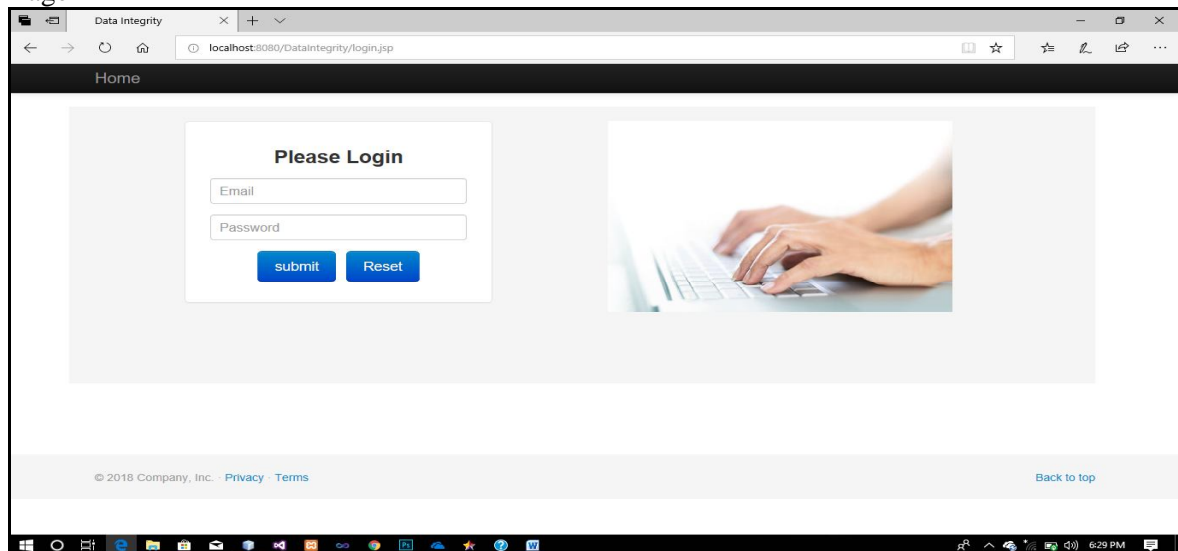 Data Integrity
localhost:8080/DataIntegrity/login.jsp
Home
Please Login
Email
Password
submit Reset
© 2018 Company, Inc. · Privacy · Terms
Back to top
6:29 PM